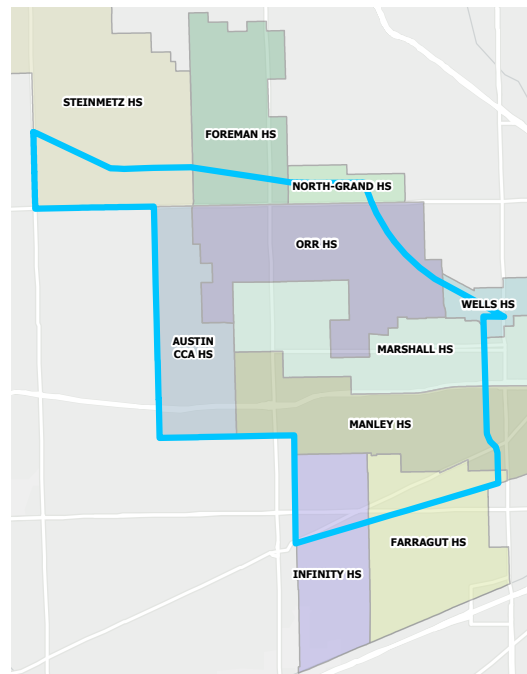 STEINMETZ HS
FOREMAN HS
NORTH-GRAND HS
ORR HS
WELLS HS
AUSTIN
CCA HS
MARSHALL HS
MANLEY HS
FARRAGUT HS
INFINITY HS